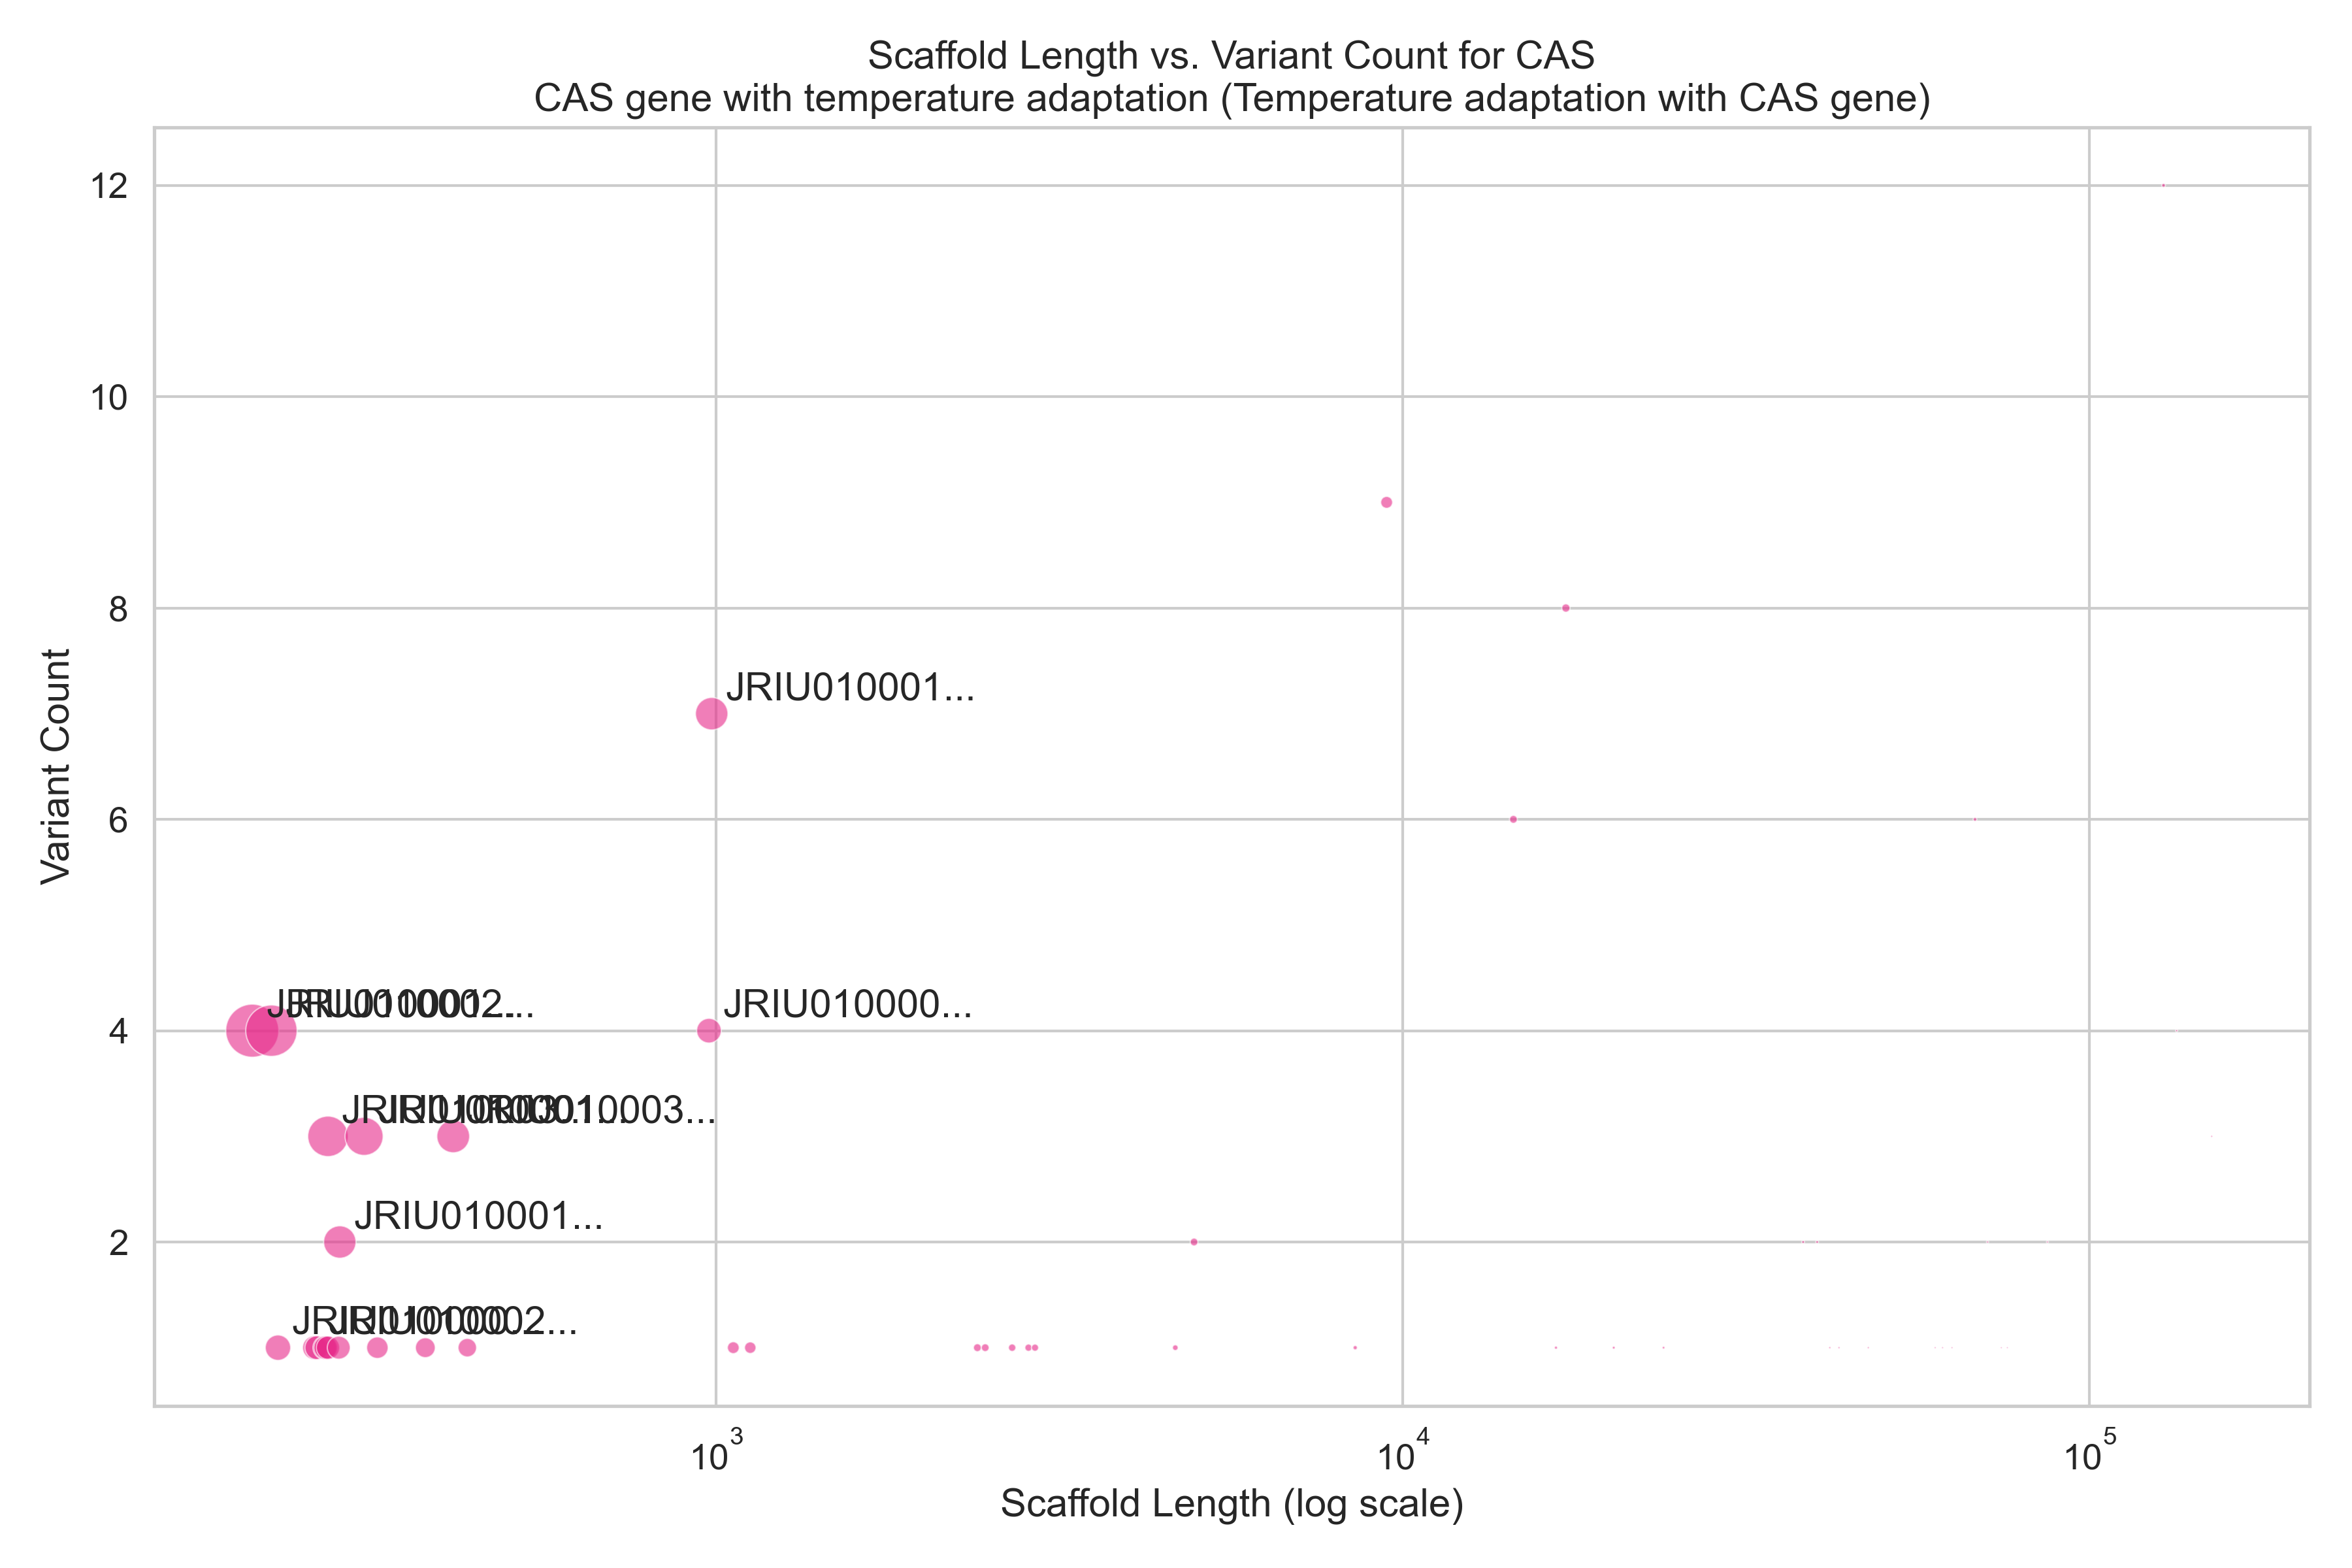 Scaffold Length vs. Variant Count for CAS
CAS gene with temperature adaptation (Temperature adaptation with CAS gene)
12
10
8
6
4
2
Variant Count
JRIU010001...
JRIU010000...
JRIU010003...
JRIU010001...
JRIU010002...
10^3
10^4
10^5
Scaffold Length (log scale)